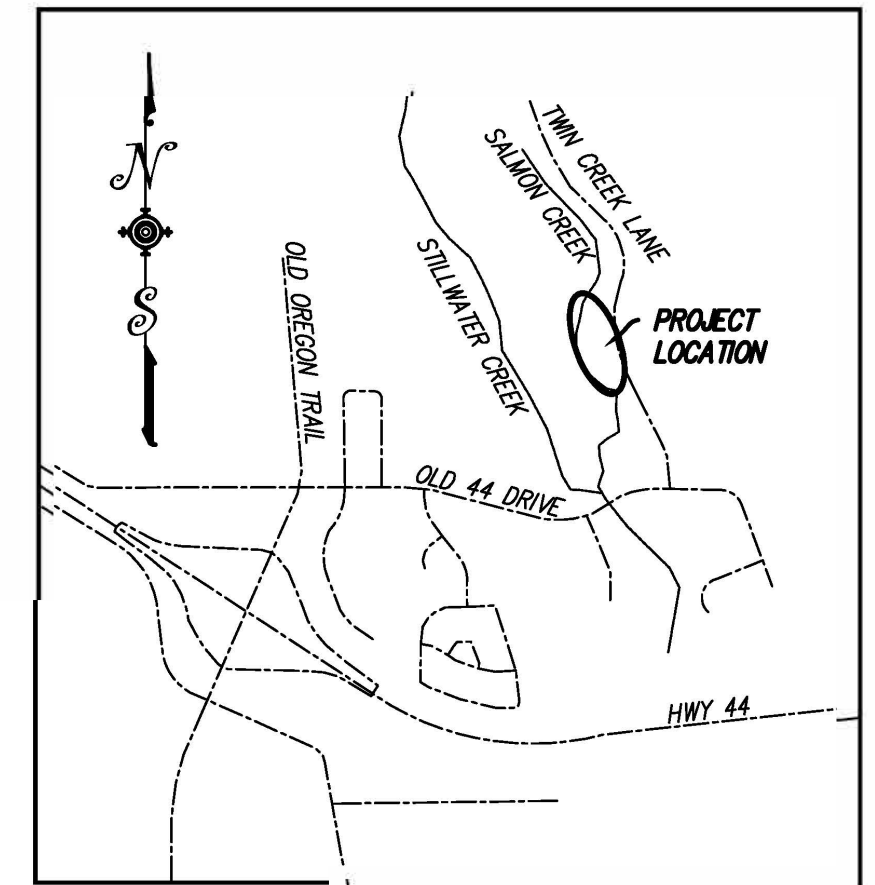 N
S
TWIN CREEK LANE
SALMON CREEK
STILLWATER CREEK
OLD OREGON TRAIL
PROJECT
LOCATION
OLD 44 DRIVE
HWY 44